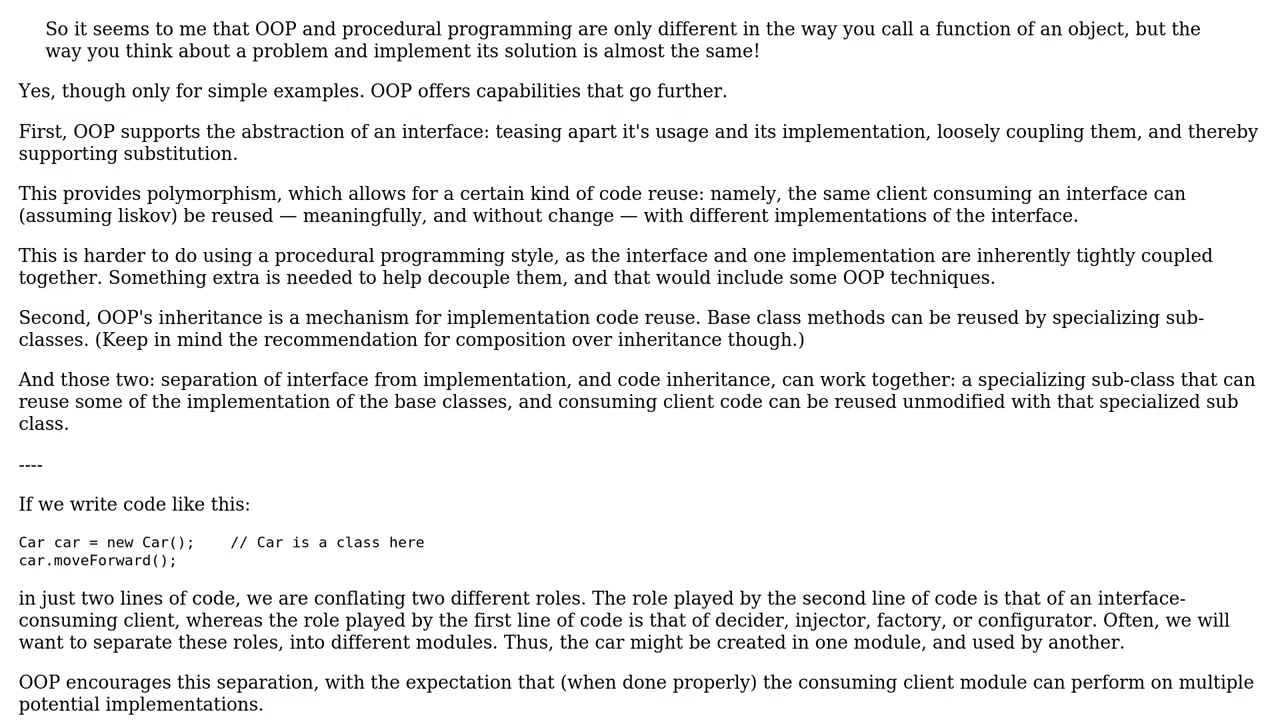 So it seems to me that OOP and procedural programming are only different in the way you call a function of an object, but the
way you think about a problem and implement its solution is almost the same!
Yes, though only for simple examples. OOP offers capabilities that go further.
First, OOP supports the abstraction of an interface: teasing apart it's usage and its implementation, loosely coupling them, and thereby
supporting substitution.
This provides polymorphism, which allows for a certain kind of code reuse: namely, the same client consuming an interface can
(assuming liskov) be reused — meaningfully, and without change — with different implementations of the interface.
This is harder to do using a procedural programming style, as the interface and one implementation are inherently tightly coupled
together. Something extra is needed to help decouple them, and that would include some OOP techniques.
Second, OOP's inheritance is a mechanism for implementation code reuse. Base class methods can be reused by specializing sub-
classes. (Keep in mind the recommendation for composition over inheritance though.)
And those two: separation of interface from implementation, and code inheritance, can work together: a specializing sub-class that can
reuse some of the implementation of the base classes, and consuming client code can be reused unmodified with that specialized sub
class.
----
If we write code like this:
Car car = new Car();    // Car is a class here
car.moveForward();
in just two lines of code, we are conflating two different roles. The role played by the second line of code is that of an interface-
consuming client, whereas the role played by the first line of code is that of decider, injector, factory, or configurator. Often, we will
want to separate these roles, into different modules. Thus, the car might be created in one module, and used by another.
OOP encourages this separation, with the expectation that (when done properly) the consuming client module can perform on multiple
potential implementations.